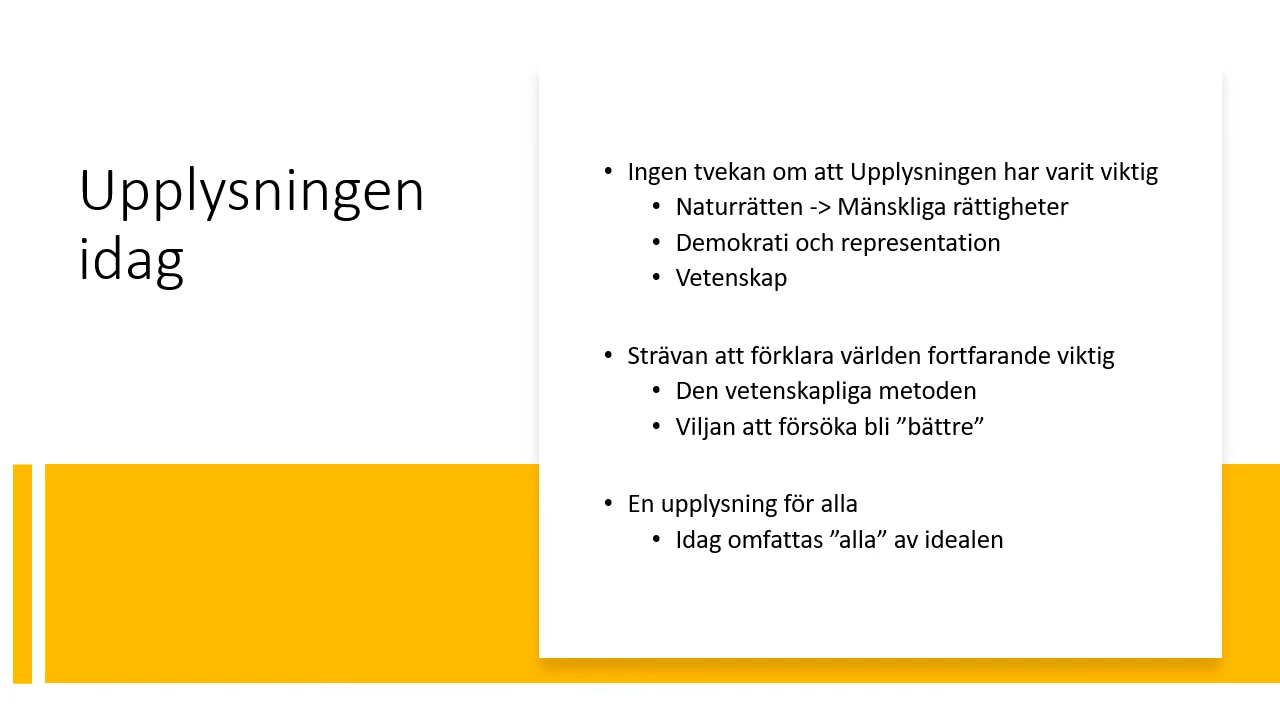 Upplysningen
idag
• Ingen tvekan om att Upplysningen har varit viktig
• Naturrätten -> Mänskliga rättigheter
• Demokrati och representation
• Vetenskap
• Strävan att förklara världen fortfarande viktig
• Den vetenskapliga metoden
• Viljan att försöka bli ”bättre”
• En upplysning för alla
• Idag omfattas ”alla” av idealen